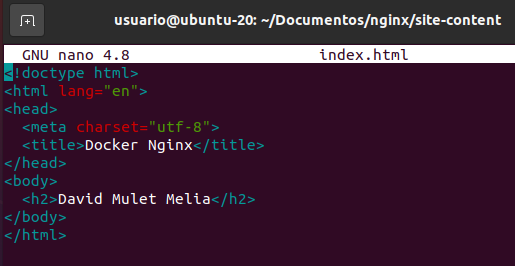 usuario@ubuntu-20: ~/Documentos/nginx/site-content
GNU nano 4.8 index.html
<!doctype html>
<html lang="en">
<head>
  <meta charset="utf-8">
  <title>Docker Nginx</title>
</head>
<body>
  <h2>David Mulet Melia</h2>
</body>
</html>